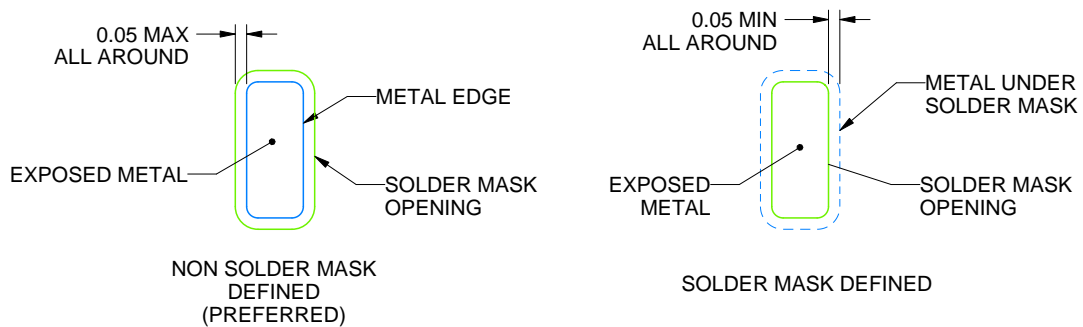 0.05 MAX
ALL AROUND
METAL EDGE
EXPOSED METAL
SOLDER MASK
OPENING
NON SOLDER MASK
DEFINED
(PREFERRED)
0.05 MIN
ALL AROUND
METAL UNDER
SOLDER MASK
EXPOSED
METAL
SOLDER MASK
OPENING
SOLDER MASK DEFINED